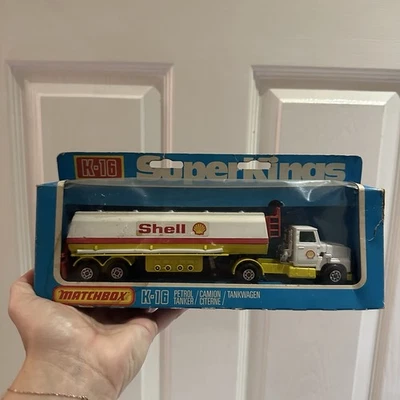 K-16 SuperKings
Shell
MATCHBOX K-16 PETROL / CAMION / TANKWAGEN
TANKER / CITERNE /